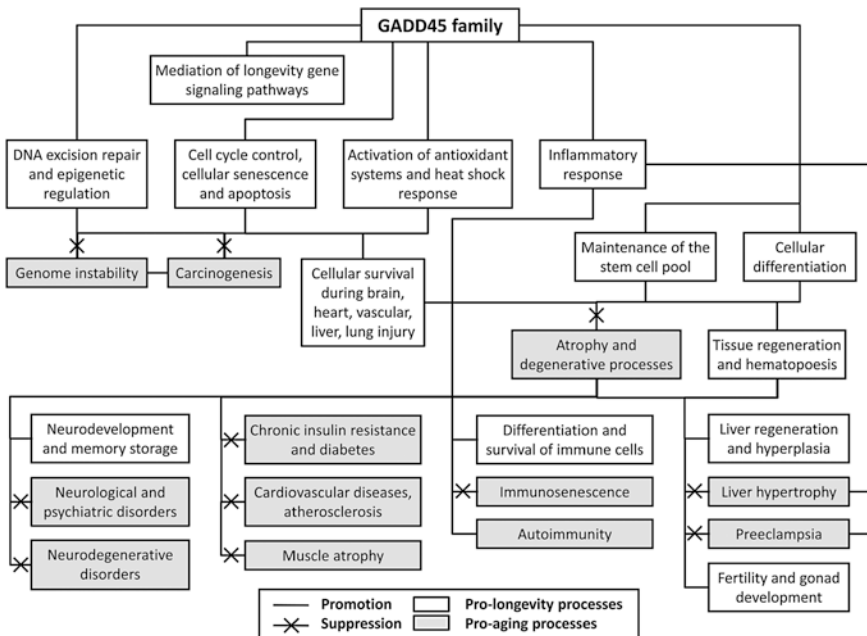 GADD45 family
Mediation of longevity gene
signaling pathways
DNA excision repair
and epigenetic
regulation
Cell cycle control,
cellular senescence
and apoptosis
Activation of antioxidant
systems and heat shock
response
Inflammatory
response
Maintenance of the
stem cell pool
Cellular
differentiation
Genome instability
Carcinogenesis
Cellular survival
during brain,
heart, vascular,
liver, lung injury
Atrophy and
degenerative processes
Tissue regeneration
and hematopoesis
Neurodevelopment
and memory storage
Neurological and
psychiatric disorders
Neurodegenerative
disorders
Chronic insulin resistance
and diabetes
Cardiovascular diseases,
atherosclerosis
Muscle atrophy
Differentiation and
survival of immune cells
Immunosenescence
Autoimmunity
Liver regeneration
and hyperplasia
Liver hypertrophy
Preeclampsia
Fertility and gonad
development
Promotion
Suppression
Pro-longevity processes
Pro-aging processes